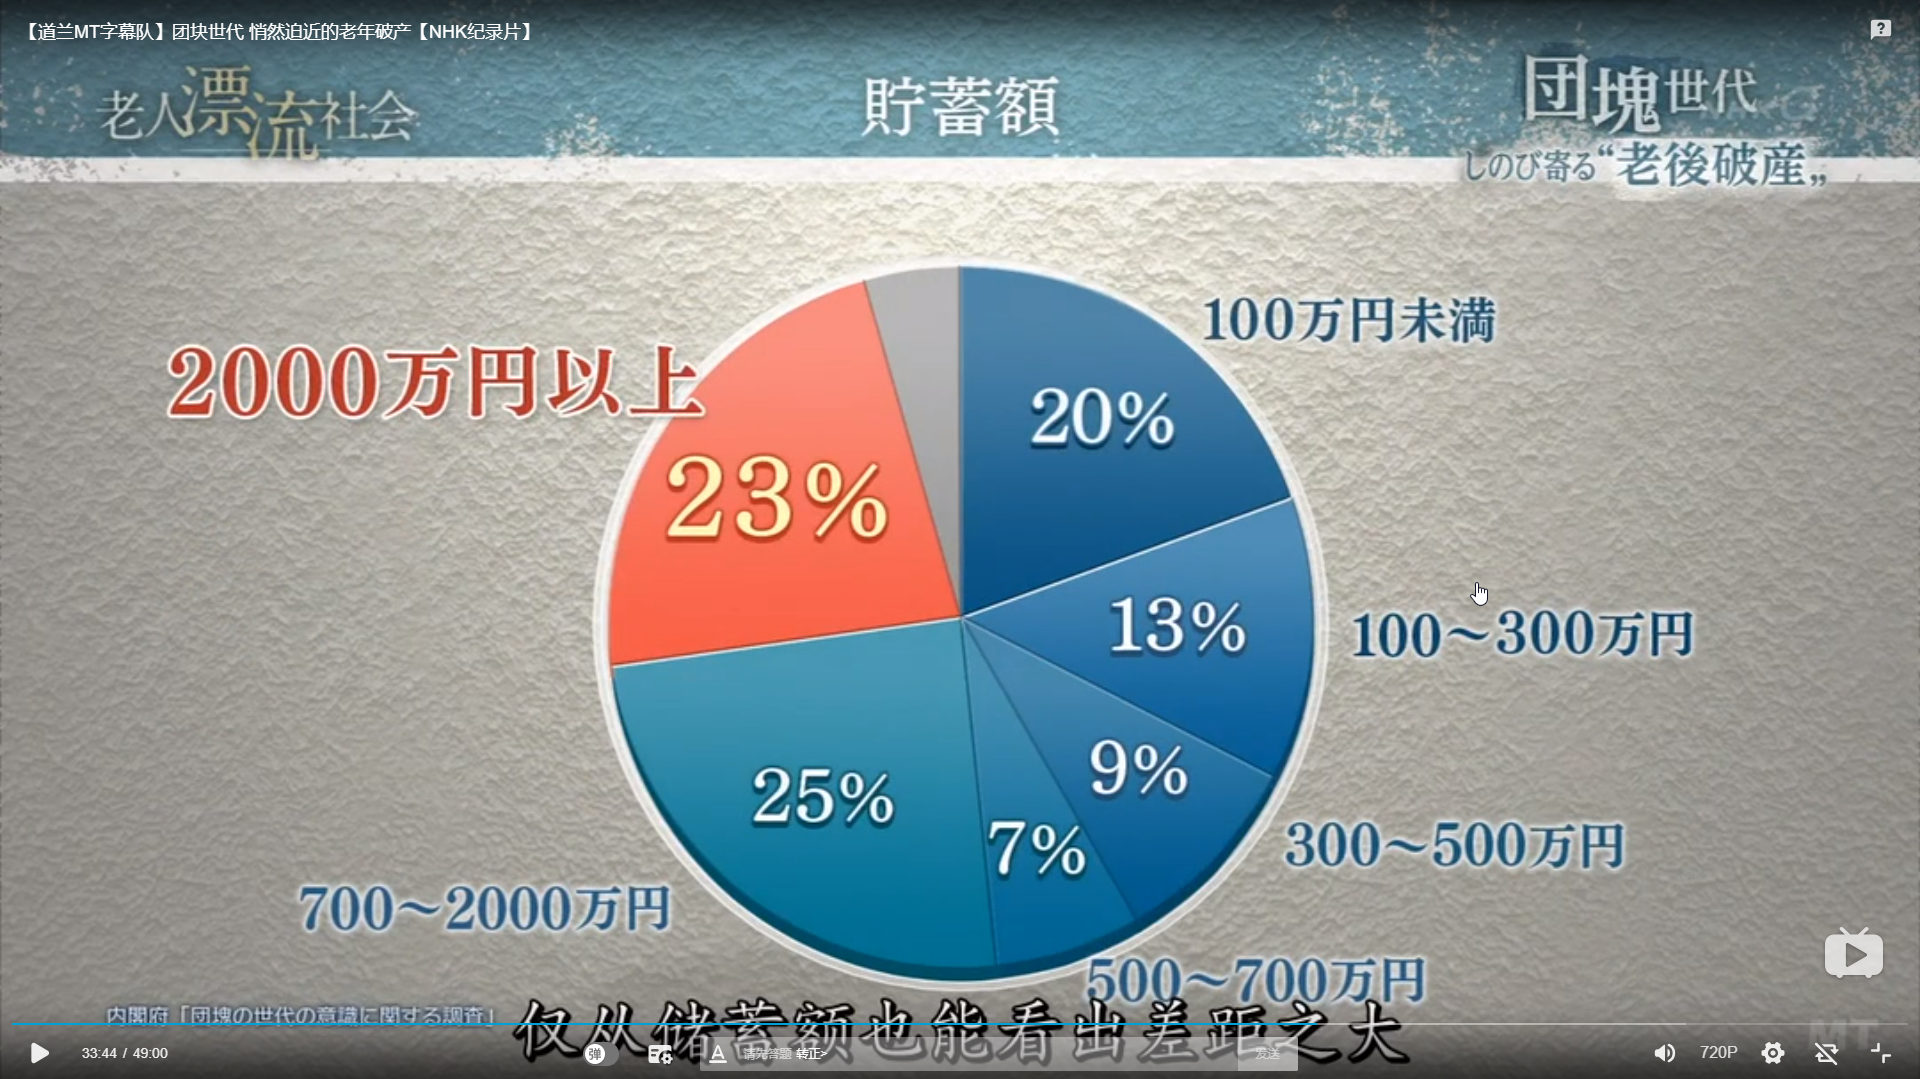 【道兰MT字幕队】团块世代 悄然迫近的老年破产【NHK纪录片】
老人漂流社会
貯蓄額
団塊世代
しのび寄る“老後破産„
100万円未満
20%
2000万円以上
23%
13%
100～300万円
9%
300～500万円
25%
7%
700～2000万円
500～700万円
内閣府「団塊の世代の意識に関する調査」
仅从储蓄额也能看出差距之大
MT
33:44 / 49:00
弹
A
请先答题 转正>
发送
720P